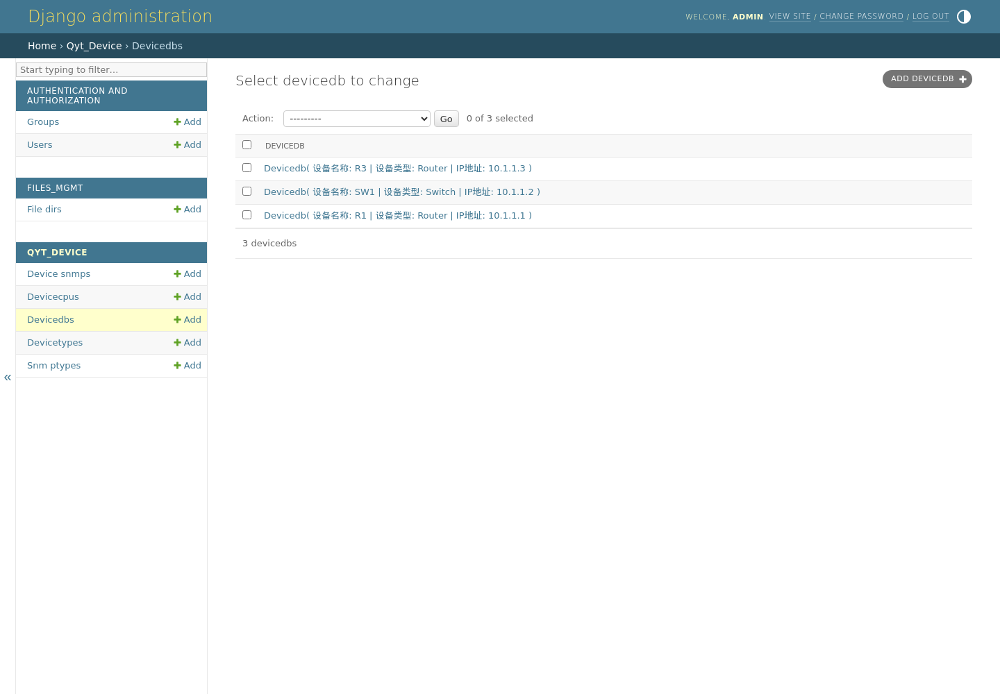 Django administration
WELCOME, ADMIN. VIEW SITE / CHANGE PASSWORD / LOG OUT
Home › Qyt_Device › Devicedbs
Start typing to filter…
AUTHENTICATION AND
AUTHORIZATION
Groups Add
Users Add
FILES_MGMT
File dirs Add
QYT_DEVICE
Device snmps Add
Devicecpus Add
Devicedbs Add
Devicetypes Add
Snm ptypes Add
«
Select devicedb to change
ADD DEVICEDB
Action: --------- Go 0 of 3 selected
DEVICEDB
Devicedb( 设备名称: R3 | 设备类型: Router | IP地址: 10.1.1.3 )
Devicedb( 设备名称: SW1 | 设备类型: Switch | IP地址: 10.1.1.2 )
Devicedb( 设备名称: R1 | 设备类型: Router | IP地址: 10.1.1.1 )
3 devicedbs